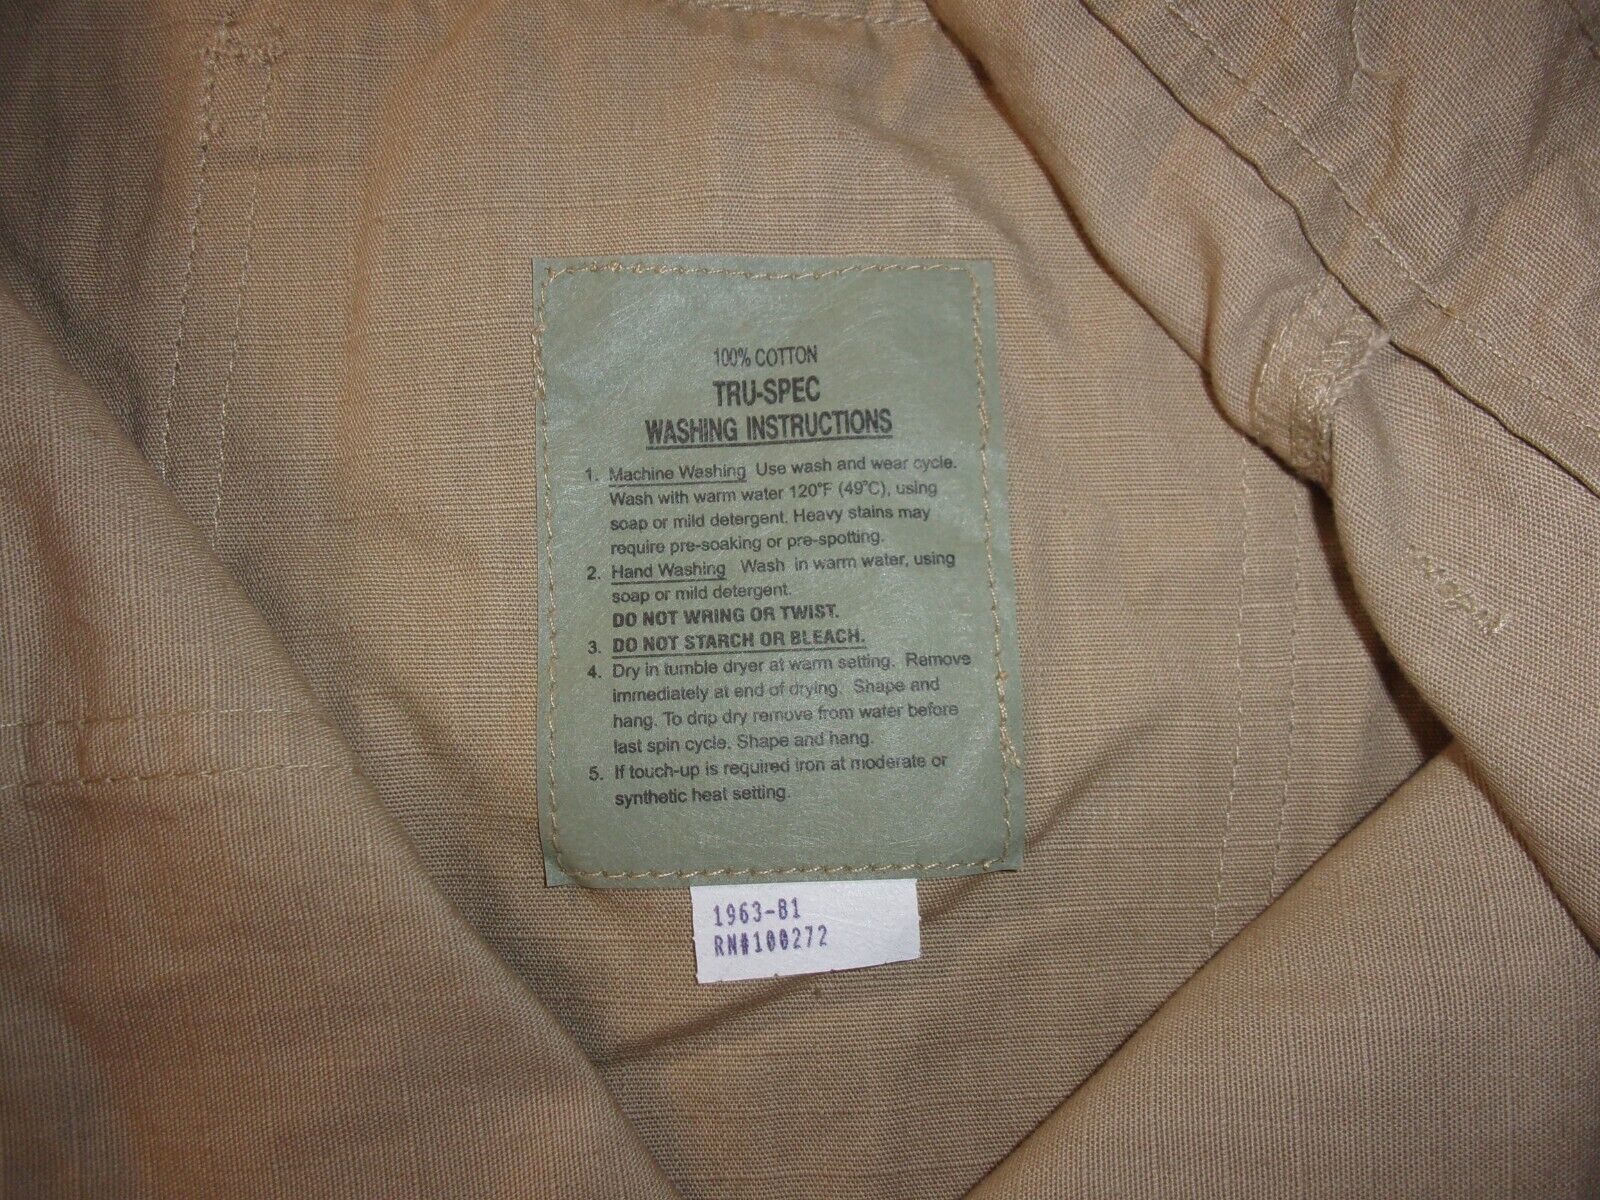 100% COTTON
TRU-SPEC
WASHING INSTRUCTIONS
1. Machine Washing Use wash and wear cycle.
Wash with warm water 120°F (49°C), using
soap or mild detergent. Heavy stains may
require pre-soaking or pre-spotting.
2. Hand Washing Wash in warm water, using
soap or mild detergent.
DO NOT WRING OR TWIST.
3. DO NOT STARCH OR BLEACH.
4. Dry in tumble dryer at warm setting. Remove
immediately at end of drying. Shape and
hang. To drip dry remove from water before
last spin cycle. Shape and hang.
5. If touch-up is required iron at moderate or
synthetic heat setting.
1963-81
RN#100272